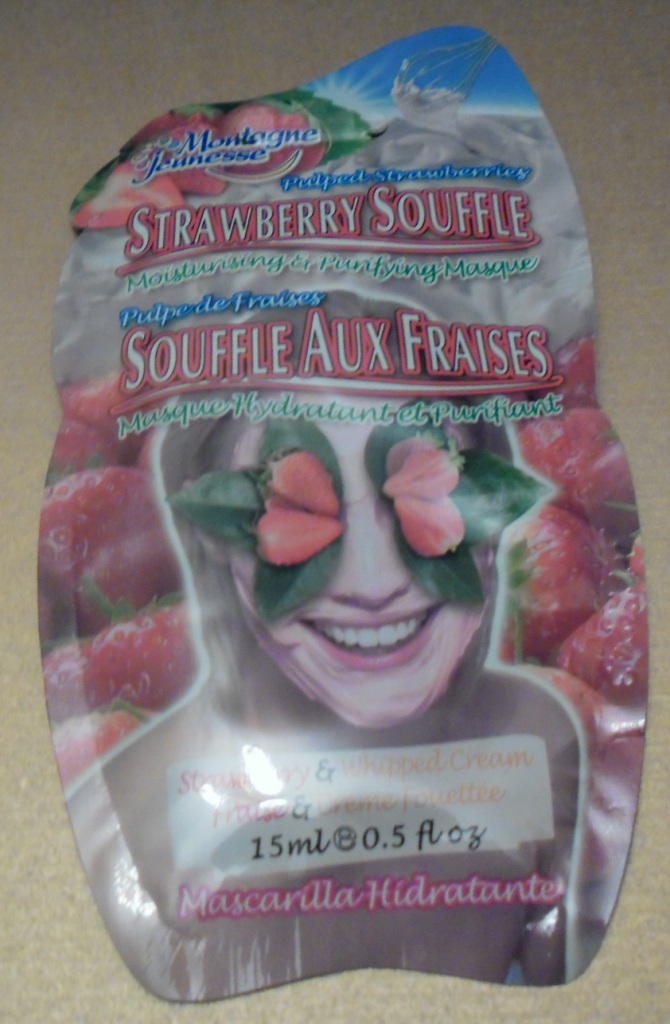 Montagne
Jeunesse
Pulped Strawberries
STRAWBERRY SOUFFLE
Moisturising & Purifying Masque
Pulpe de Fraises
SOUFFLE AUX FRAISES
Masque Hydratant et Purifiant
Strawberry & Whipped Cream
Fraise & Crème Fouettée
15ml ℮ 0.5 fl oz
Mascarilla Hidratante